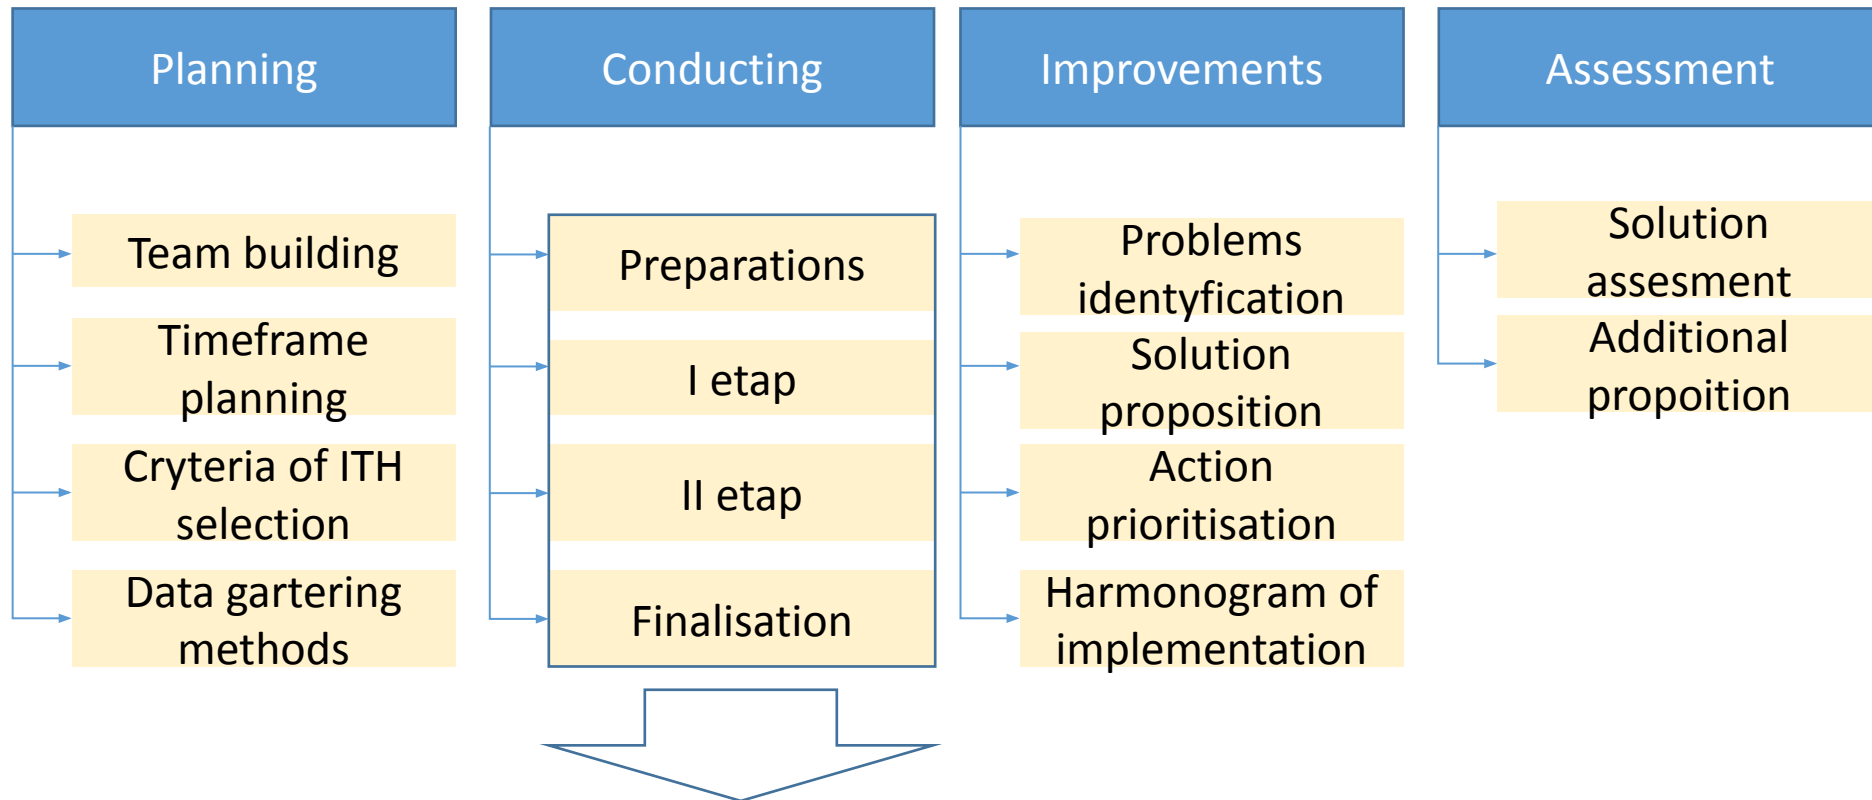 Planning
Team building
Timeframe
planning
Cryteria of ITH
selection
Data gartering
methods
Conducting
Preparations
I etap
II etap
Finalisation
Improvements
Problems
identyfication
Solution
proposition
Action
prioritisation
Harmonogram of
implementation
Assessment
Solution
assesment
Additional
propoition